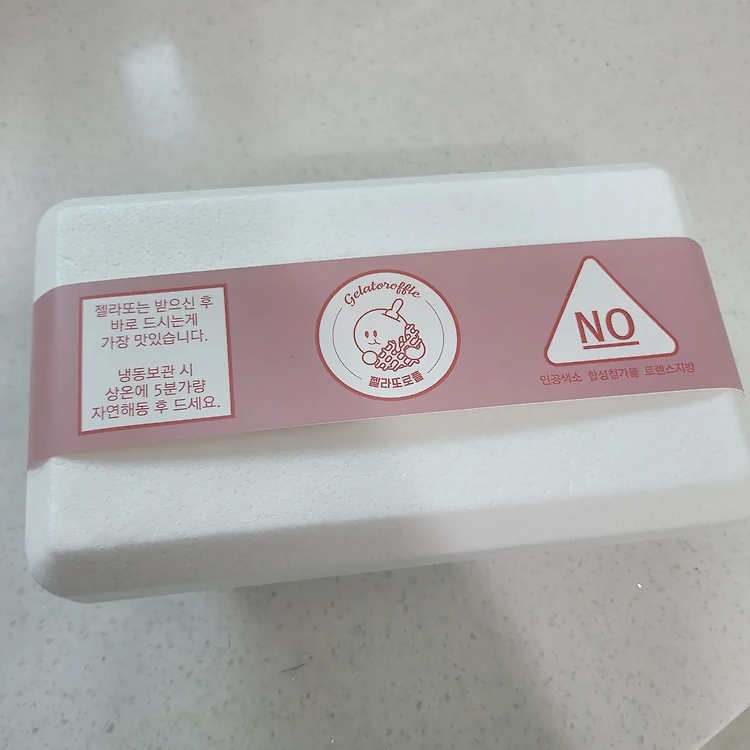 젤라또는 받으신 후
바로 드시는게
가장 맛있습니다.
냉동보관 시
상온에 5분가량
자연해동 후 드세요.
Gelatoroffle
젤라또로플
NO
인공색소 합성첨가물 트랜스지방